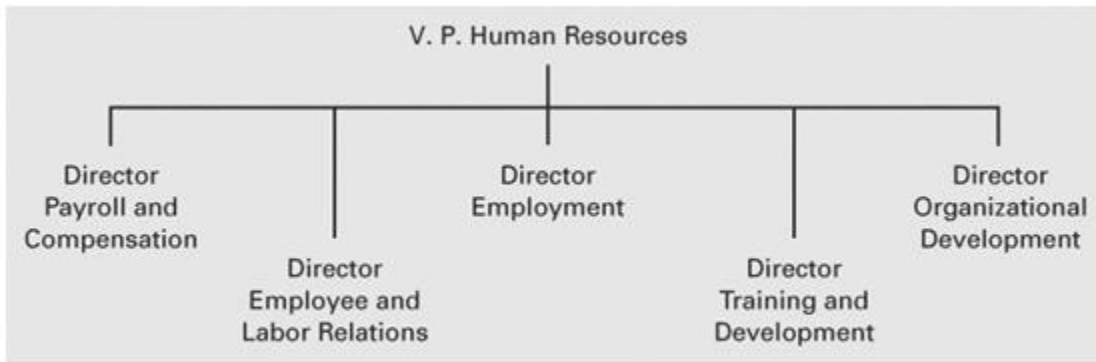 V. P. Human Resources
Director
Payroll and
Compensation
Director
Employee and
Labor Relations
Director
Employment
Director
Training and
Development
Director
Organizational
Development